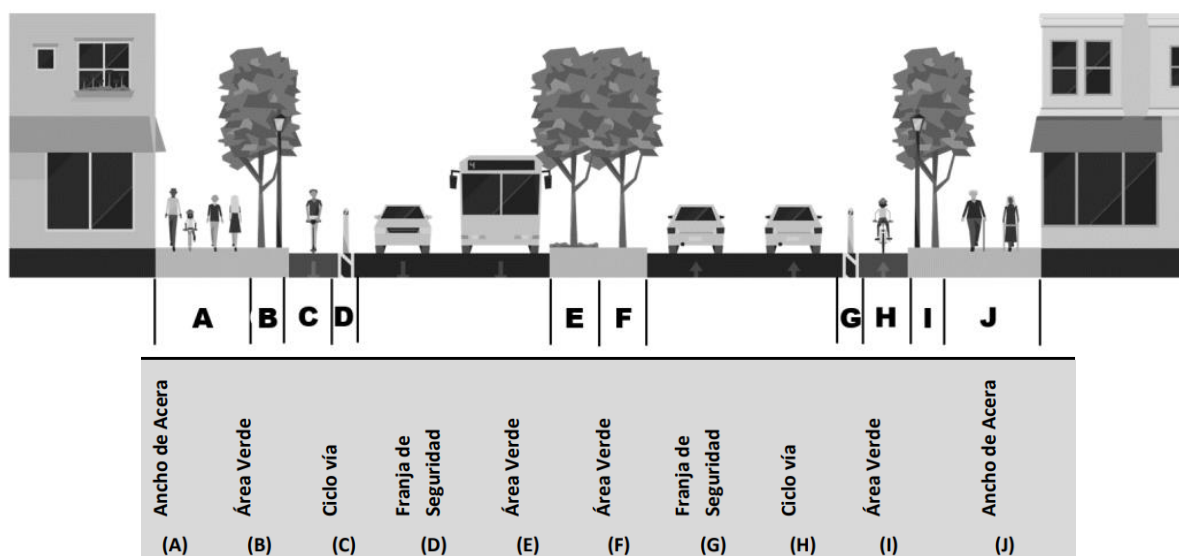 A B C D E F G H I J
Ancho de Acera
(A)
Área Verde
(B)
Ciclo vía
(C)
Franja de
Seguridad
(D)
Área Verde
(E)
Área Verde
(F)
Franja de
Seguridad
(G)
Ciclo vía
(H)
Área Verde
(I)
Ancho de Acera
(J)